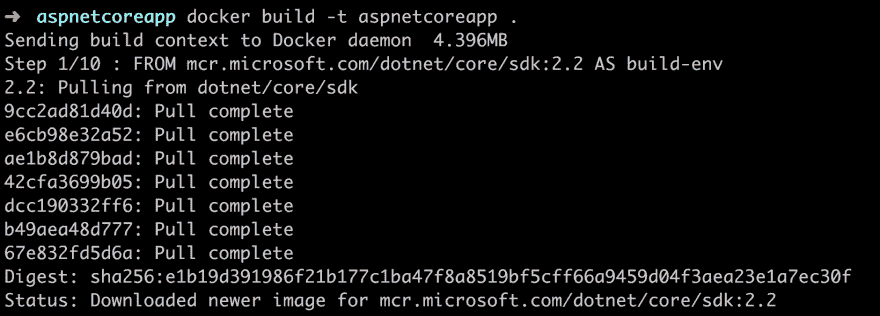 ➜ aspnetcoreapp docker build -t aspnetcoreapp .
Sending build context to Docker daemon  4.396MB
Step 1/10 : FROM mcr.microsoft.com/dotnet/core/sdk:2.2 AS build-env
2.2: Pulling from dotnet/core/sdk
9cc2ad81d40d: Pull complete
e6cb98e32a52: Pull complete
ae1b8d879bad: Pull complete
42cfa3699b05: Pull complete
dcc190332ff6: Pull complete
b49aea48d777: Pull complete
67e832fd5d6a: Pull complete
Digest: sha256:e1b19d391986f21b177c1ba47f8a8519bf5cff66a9459d04f3aea23e1a7ec30f
Status: Downloaded newer image for mcr.microsoft.com/dotnet/core/sdk:2.2